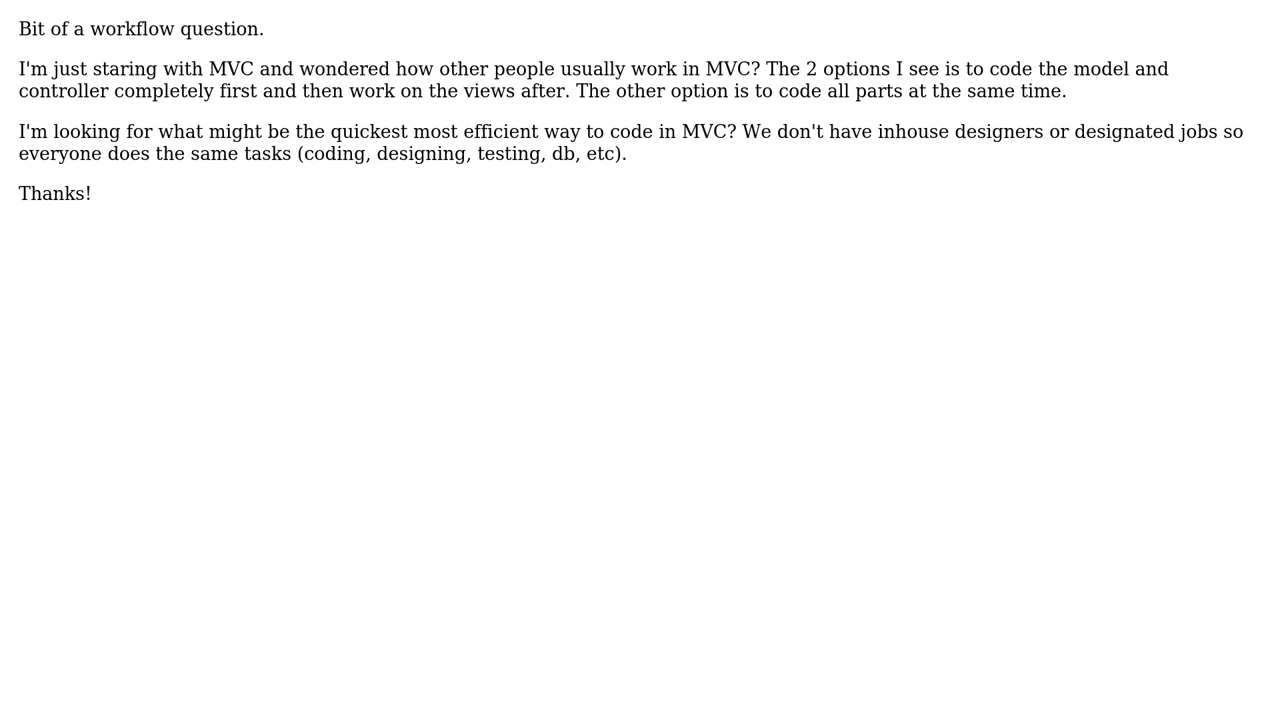 Bit of a workflow question.
I'm just staring with MVC and wondered how other people usually work in MVC? The 2 options I see is to code the model and
controller completely first and then work on the views after. The other option is to code all parts at the same time.
I'm looking for what might be the quickest most efficient way to code in MVC? We don't have inhouse designers or designated jobs so
everyone does the same tasks (coding, designing, testing, db, etc).
Thanks!